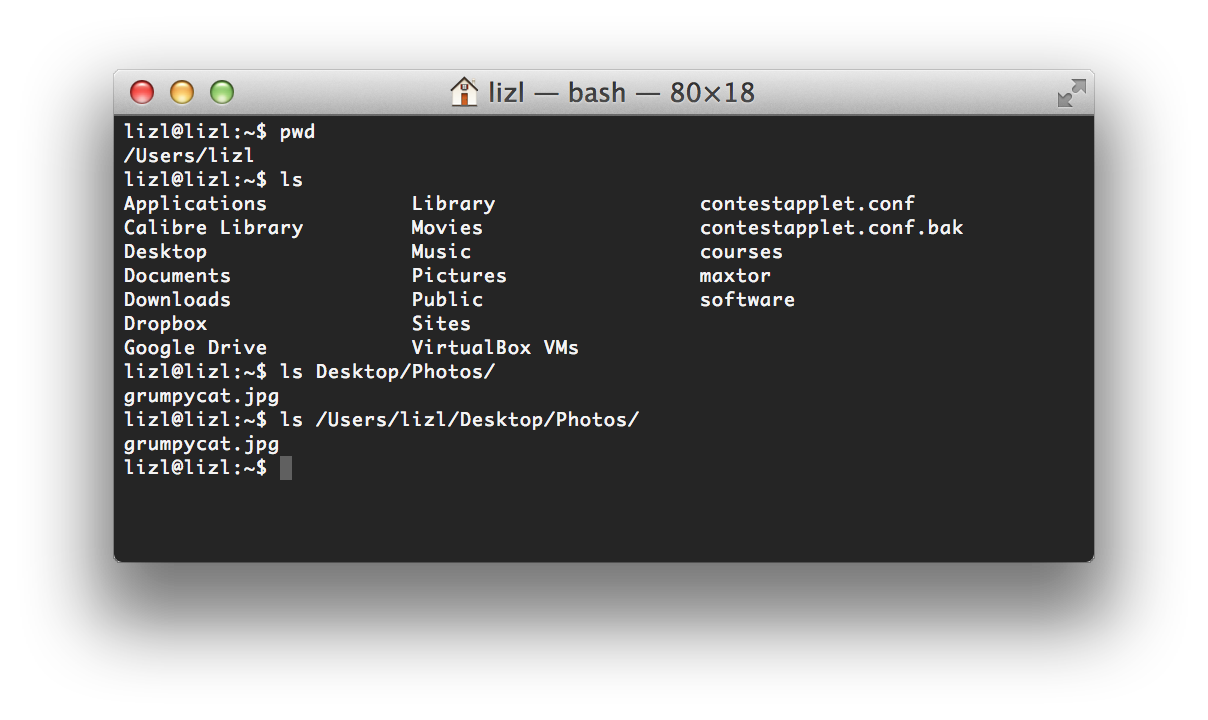 lizl — bash — 80×18
lizl@lizl:~$ pwd
/Users/lizl
lizl@lizl:~$ ls
Applications            Library                 contestapplet.conf
Calibre Library         Movies                  contestapplet.conf.bak
Desktop                 Music                   courses
Documents               Pictures                maxtor
Downloads               Public                  software
Dropbox                 Sites
Google Drive            VirtualBox VMs
lizl@lizl:~$ ls Desktop/Photos/
grumpycat.jpg
lizl@lizl:~$ ls /Users/lizl/Desktop/Photos/
grumpycat.jpg
lizl@lizl:~$